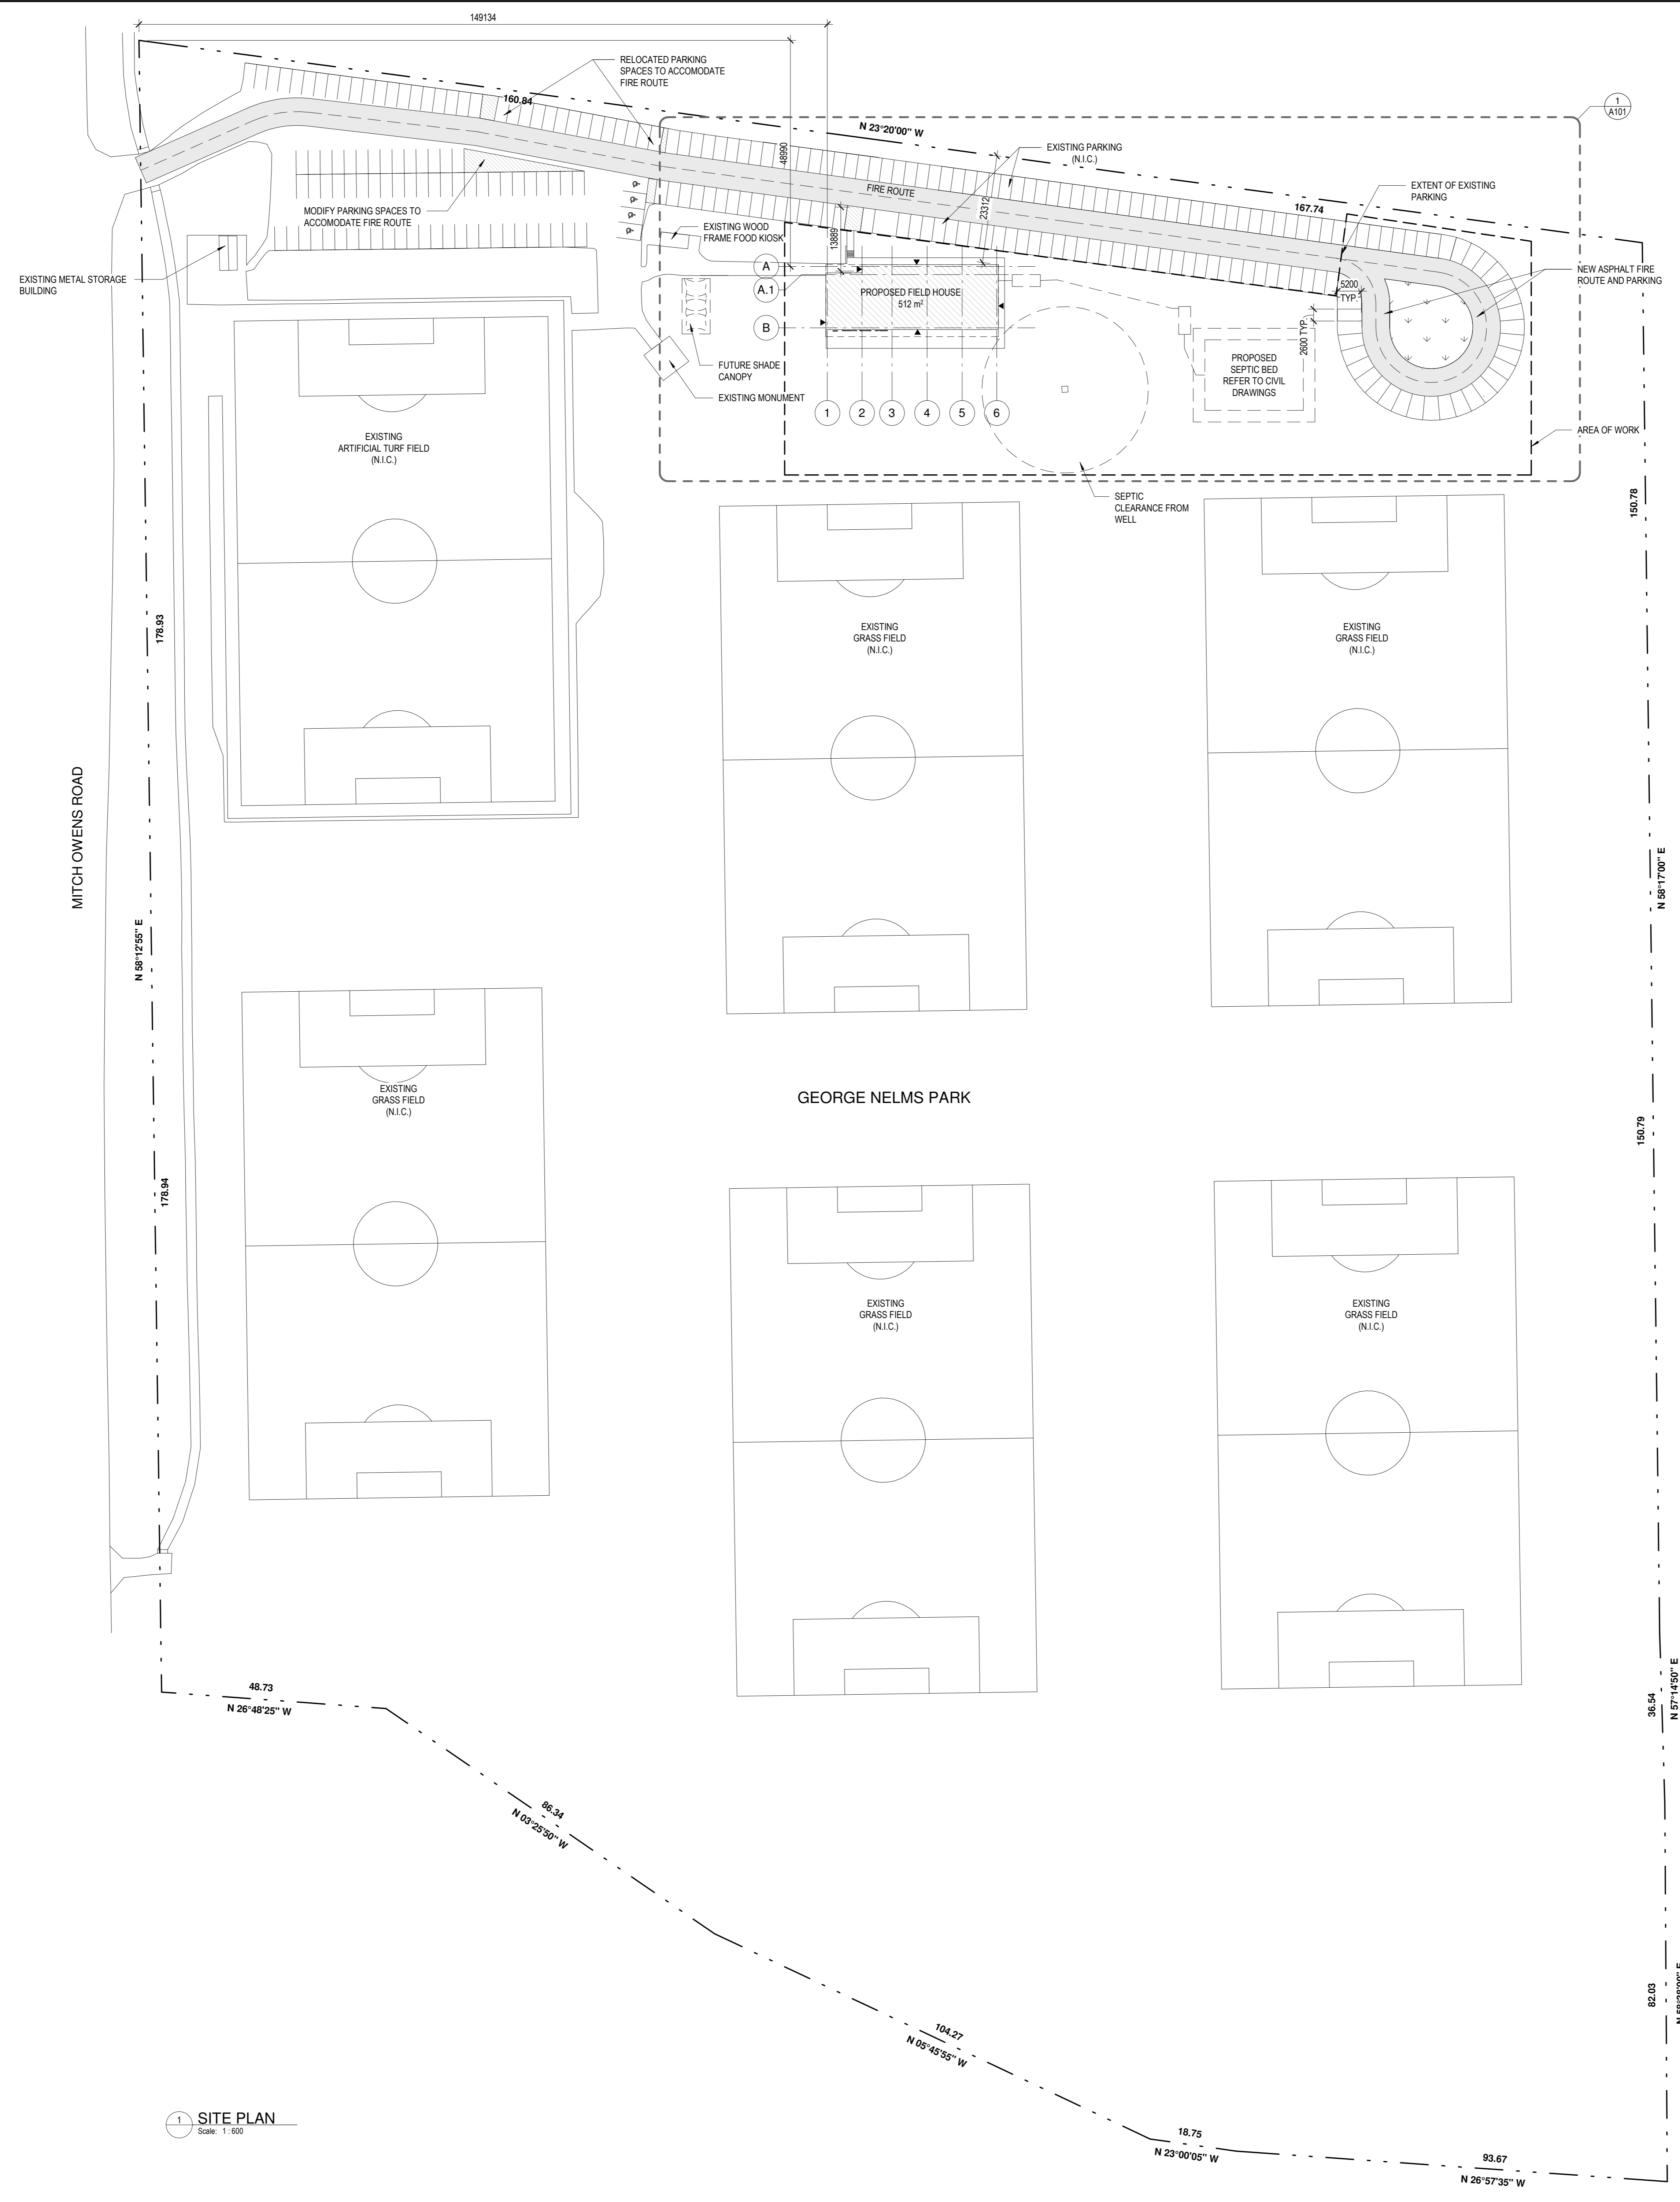 149134
RELOCATED PARKING
SPACES TO ACCOMODATE
FIRE ROUTE
160.84
N 23°20'00" W
1
A101
48990
EXISTING PARKING
(N.I.C.)
FIRE ROUTE
23312
EXTENT OF EXISTING
PARKING
167.74
MODIFY PARKING SPACES TO
ACCOMODATE FIRE ROUTE
EXISTING WOOD
FRAME FOOD KIOSK
13889
EXISTING METAL STORAGE
BUILDING
A
A.1
B
PROPOSED FIELD HOUSE
512 m²
5200
TYP.
NEW ASPHALT FIRE
ROUTE AND PARKING
2600 TYP.
FUTURE SHADE
CANOPY
EXISTING MONUMENT
PROPOSED
SEPTIC BED
REFER TO CIVIL
DRAWINGS
1
2
3
4
5
6
AREA OF WORK
EXISTING
ARTIFICIAL TURF FIELD
(N.I.C.)
SEPTIC
CLEARANCE FROM
WELL
150.78
178.93
EXISTING
GRASS FIELD
(N.I.C.)
EXISTING
GRASS FIELD
(N.I.C.)
MITCH OWENS ROAD
N 58°12'55" E
N 58°17'00" E
EXISTING
GRASS FIELD
(N.I.C.)
GEORGE NELMS PARK
150.79
178.94
EXISTING
GRASS FIELD
(N.I.C.)
EXISTING
GRASS FIELD
(N.I.C.)
48.73
N 26°48'25" W
36.54
N 57°14'50" E
86.34
N 03°25'50" W
82.03
104.27
N 05°45'55" W
1
SITE PLAN
Scale: 1 : 600
18.75
N 23°00'05" W
93.67
N 26°57'35" W